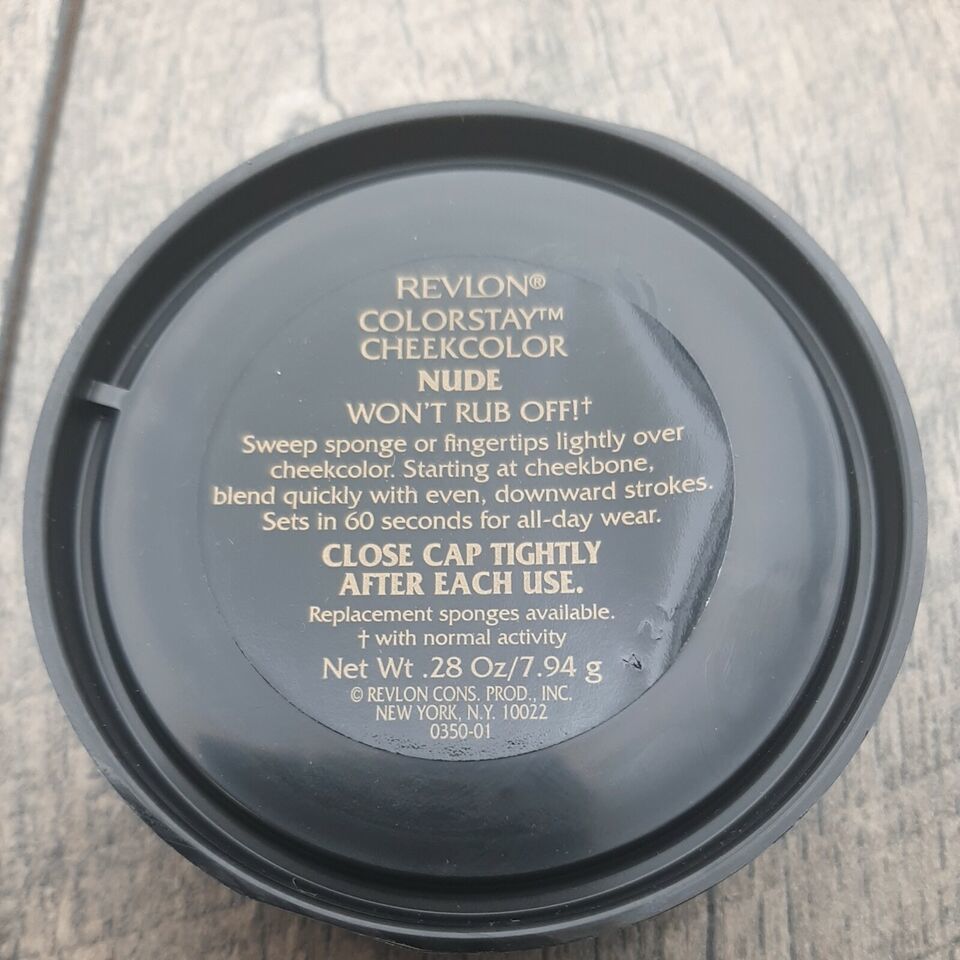 REVLON®
COLORSTAY™
CHEEKCOLOR
NUDE
WON'T RUB OFF!†
Sweep sponge or fingertips lightly over
cheekcolor. Starting at cheekbone,
blend quickly with even, downward strokes.
Sets in 60 seconds for all-day wear.
CLOSE CAP TIGHTLY
AFTER EACH USE.
Replacement sponges available.
† with normal activity
Net Wt .28 Oz/7.94 g
© REVLON CONS. PROD., INC.
NEW YORK, N.Y. 10022
0350-01